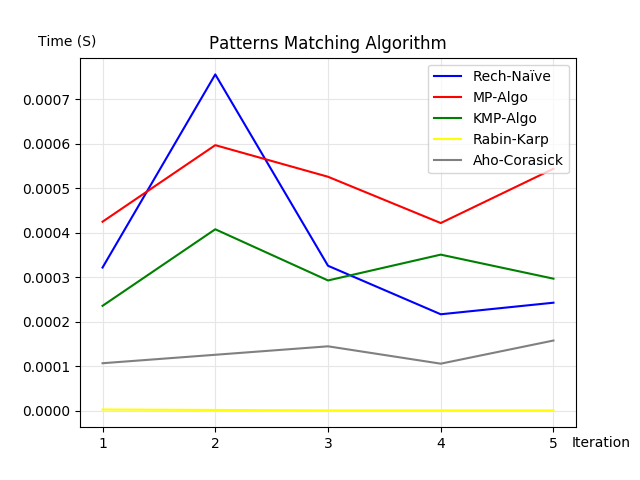 Time (S)
Patterns Matching Algorithm
Rech-Naïve
MP-Algo
KMP-Algo
Rabin-Karp
Aho-Corasick
0.0007
0.0006
0.0005
0.0004
0.0003
0.0002
0.0001
0.0000
1 2 3 4 5 Iteration